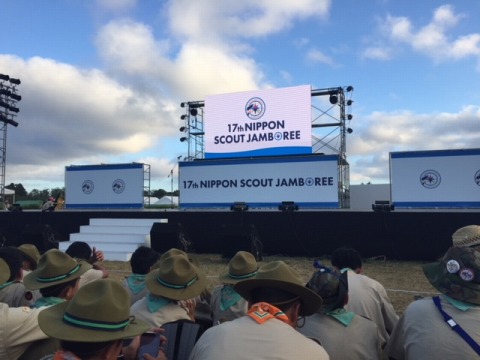 17th NIPPON
SCOUT JAMBOREE
17th NIPPON SCOUT JAMBOREE